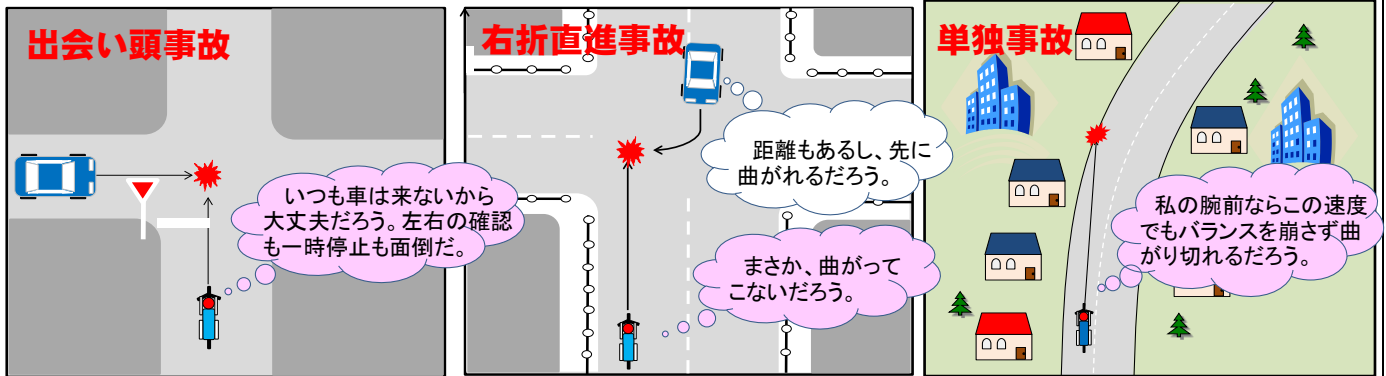 出会い頭事故
いつも車は来ないから
大丈夫だろう。左右の確認
も一時停止も面倒だ。
右折直進事故
距離もあるし、先に
曲がれるだろう。
まさか、曲がって
こないだろう。
単独事故
私の腕前ならこの速度
でもバランスを崩さず曲
がり切れるだろう。